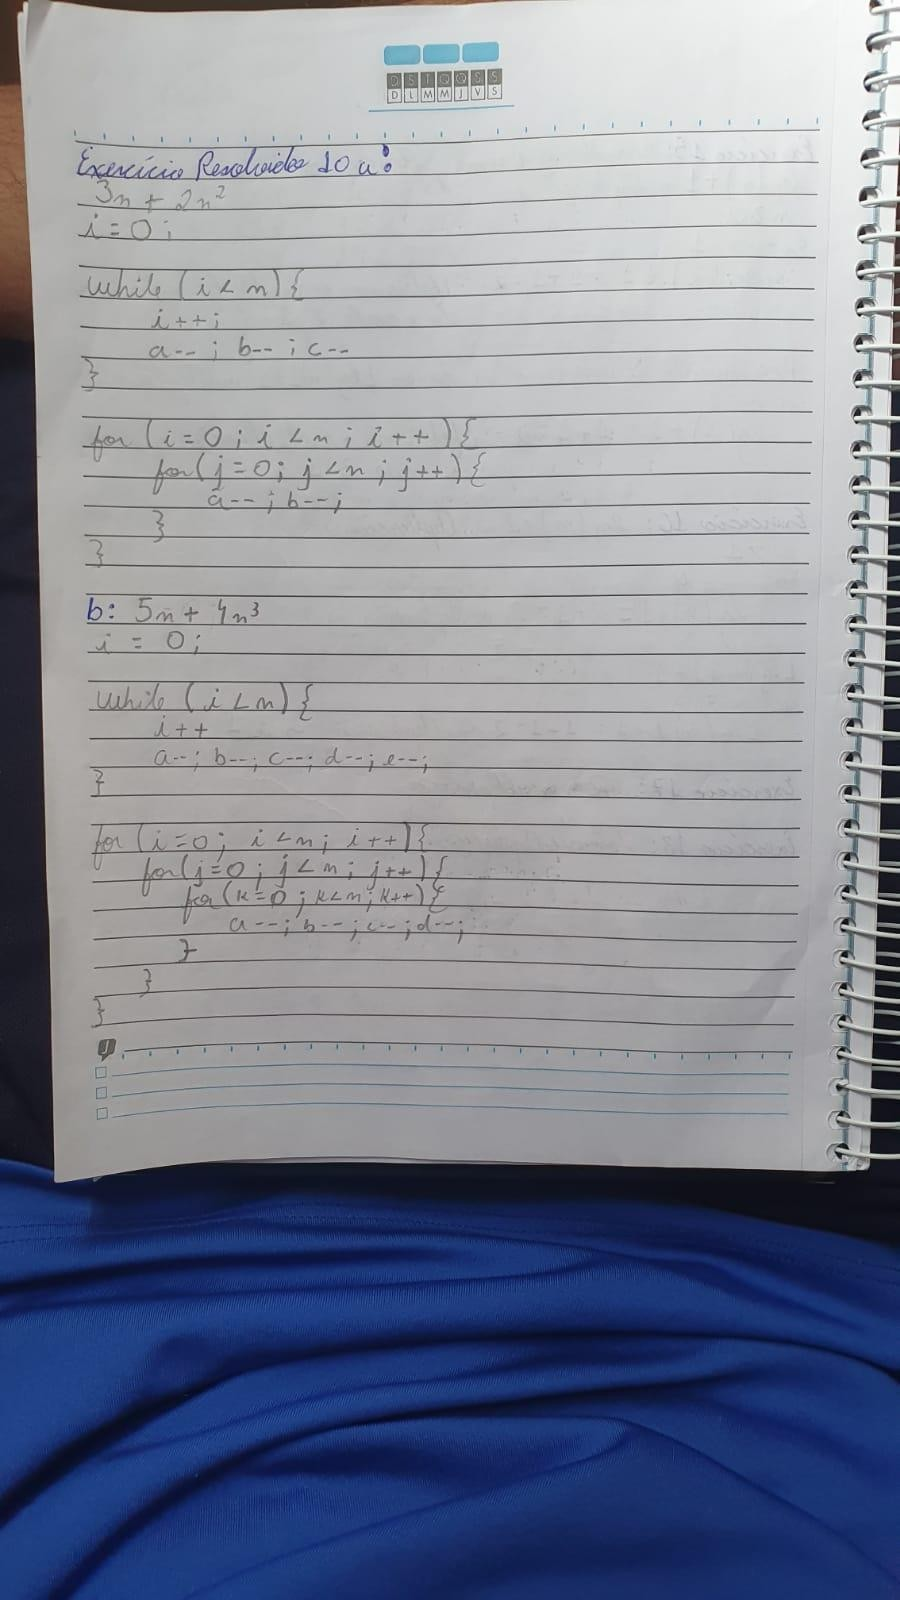 D S T Q Q S S
D L M M J V S
Exercício Resolvido 10 a:
3n + 2n²
i = 0;
while (i < n) {
i++;
a--; b--; c--
}
for (i = 0; i < n; i++) {
for (j = 0; j < n; j++) {
a--; b--;
}
}
b: 5n + 4n³
i = 0;
while (i < n) {
i++
a--; b--; c--; d--; e--;
}
for (i=0; i < n; i++) {
for (j=0; j < n; j++) {
for (k=0; k<n; k++) {
a--; b--; c--; d--;
}
}
}